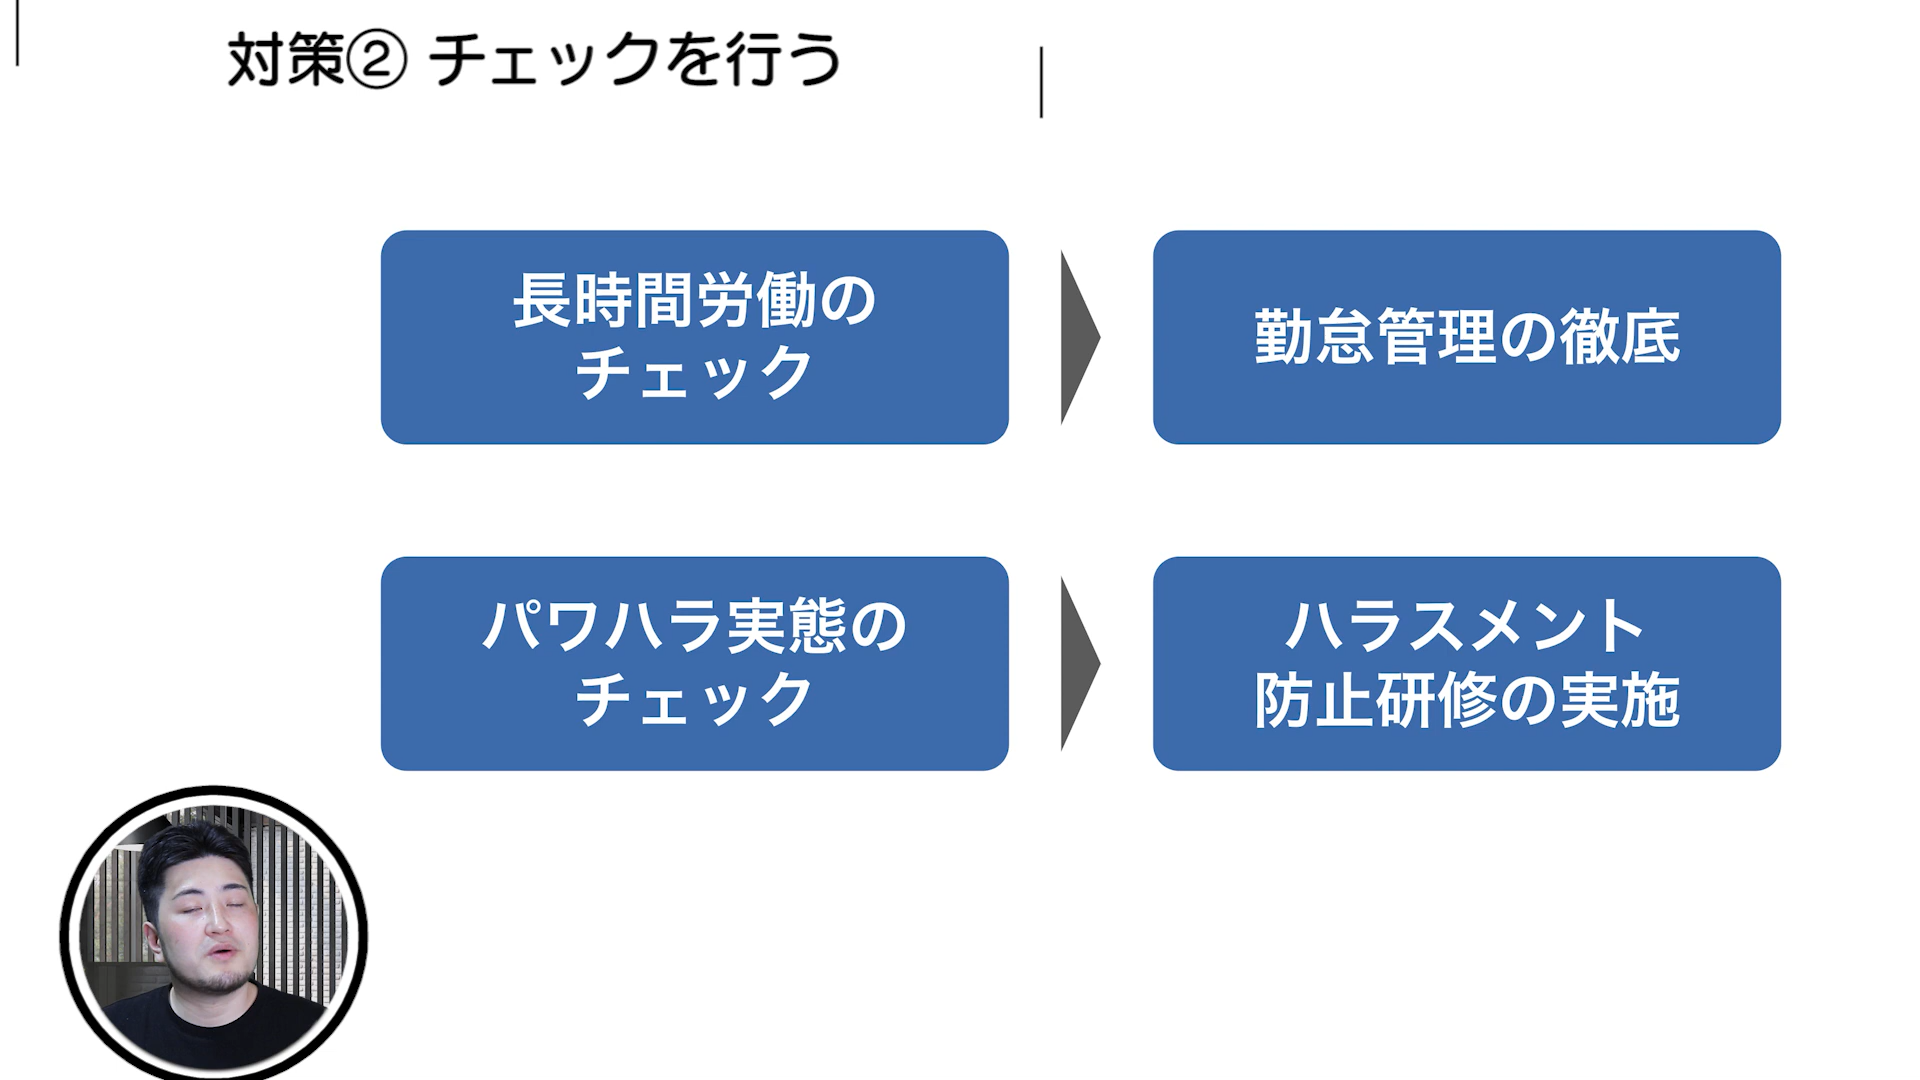 対策② チェックを行う
長時間労働の
チェック
勤怠管理の徹底
パワハラ実態の
チェック
ハラスメント
防止研修の実施